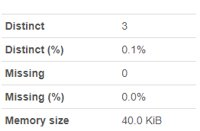 Distinct 3
Distinct (%) 0.1%
Missing 0
Missing (%) 0.0%
Memory size 40.0 KiB